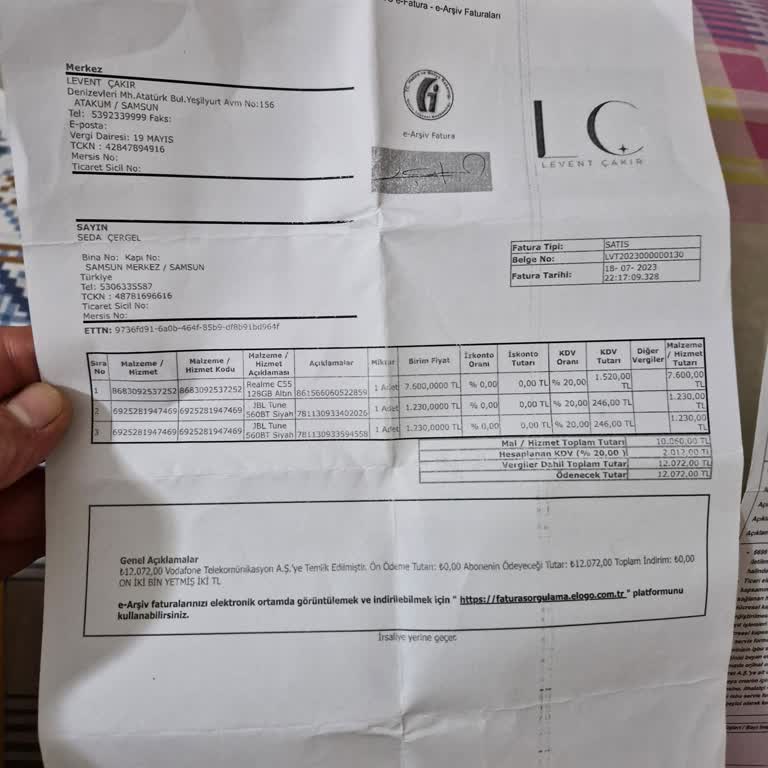 e-Fatura - e-Arşiv Faturaları
Merkez
LEVENT ÇAKIR
Denizevleri Mh.Atatürk Bul.Yeşilyurt Avm No:156
ATAKUM / SAMSUN
Tel: 5392339999 Faks:
E-posta:
Vergi Dairesi: 19 MAYIS
TCKN : 42847894916
Mersis No:
Ticaret Sicil No:
e-Arşiv Fatura
LC
LEVENT ÇAKIR
SAYIN
SEDA ÇERGEL
Bina No: Kapı No:
SAMSUN MERKEZ / SAMSUN
Türkiye
Tel: 5306335587
TCKN : 48781696616
Ticaret Sicil No:
Mersis No:
ETTN: 9736fd91-6a0b-464f-85b9-df8b91bd964f
Fatura Tipi: SATIS
Belge No: LVT2023000000130
Fatura Tarihi: 18- 07- 2023 22:17:09.328
Sıra No Malzeme / Hizmet Malzeme / Hizmet Kodu Malzeme / Hizmet Açıklaması Açıklamalar Miktar Birim Fiyat İskonto Oranı İskonto Tutarı KDV Oranı KDV Tutarı Diğer Vergiler Malzeme / Hizmet Tutarı
1 8683092537252 8683092537252 Realme C55 128GB Altın 861566060522859 1 Adet 7.600,0000 TL % 0,00 0,00 TL % 20,00 1.520,00 TL 7.600,00 TL
2 6925281947469 6925281947469 JBL Tune 560BT Siyah 781130933402026 1 Adet 1.230,0000 TL % 0,00 0,00 TL % 20,00 246,00 TL 1.230,00 TL
3 6925281947469 6925281947469 JBL Tune 560BT Siyah 781130933594558 1 Adet 1.230,0000 TL % 0,00 0,00 TL % 20,00 246,00 TL 1.230,00 TL
Mal / Hizmet Toplam Tutarı 10.060,00 TL
Hesaplanan KDV (% 20,00 ) 2.012,00 TL
Vergiler Dahil Toplam Tutar 12.072,00 TL
Ödenecek Tutar 12.072,00 TL
Genel Açıklamalar
₺12.072,00 Vodafone Telekomünikasyon A.Ş.'ye Temlik Edilmiştir. Ön Ödeme Tutarı: ₺0,00 Abonenin Ödeyeceği Tutar: ₺12.072,00 Toplam İndirim: ₺0,00
ON İKİ BİN YETMİŞ İKİ TL
e-Arşiv faturalarınızı elektronik ortamda görüntülemek ve indirilebilmek için " https://faturasorgulama.elogo.com.tr " platformunu
kullanabilirsiniz.
İrsaliye yerine geçer.